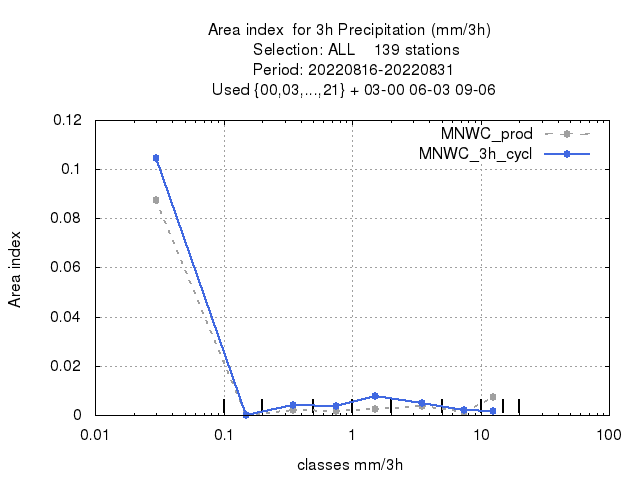 Area index  for 3h Precipitation (mm/3h)
Selection: ALL    139 stations
Period: 20220816-20220831
Used {00,03,...,21} + 03-00 06-03 09-06
MNWC_prod
MNWC_3h_cycl
0.12
0.1
0.08
0.06
0.04
0.02
0
Area index
0.01 0.1 1 10 100
classes mm/3h